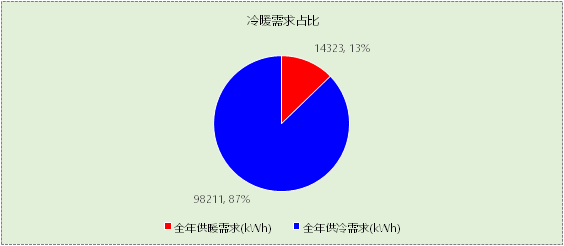 冷暖需求占比
14323, 13%
98211, 87%
全年供暖需求(kWh)
全年供冷需求(kWh)